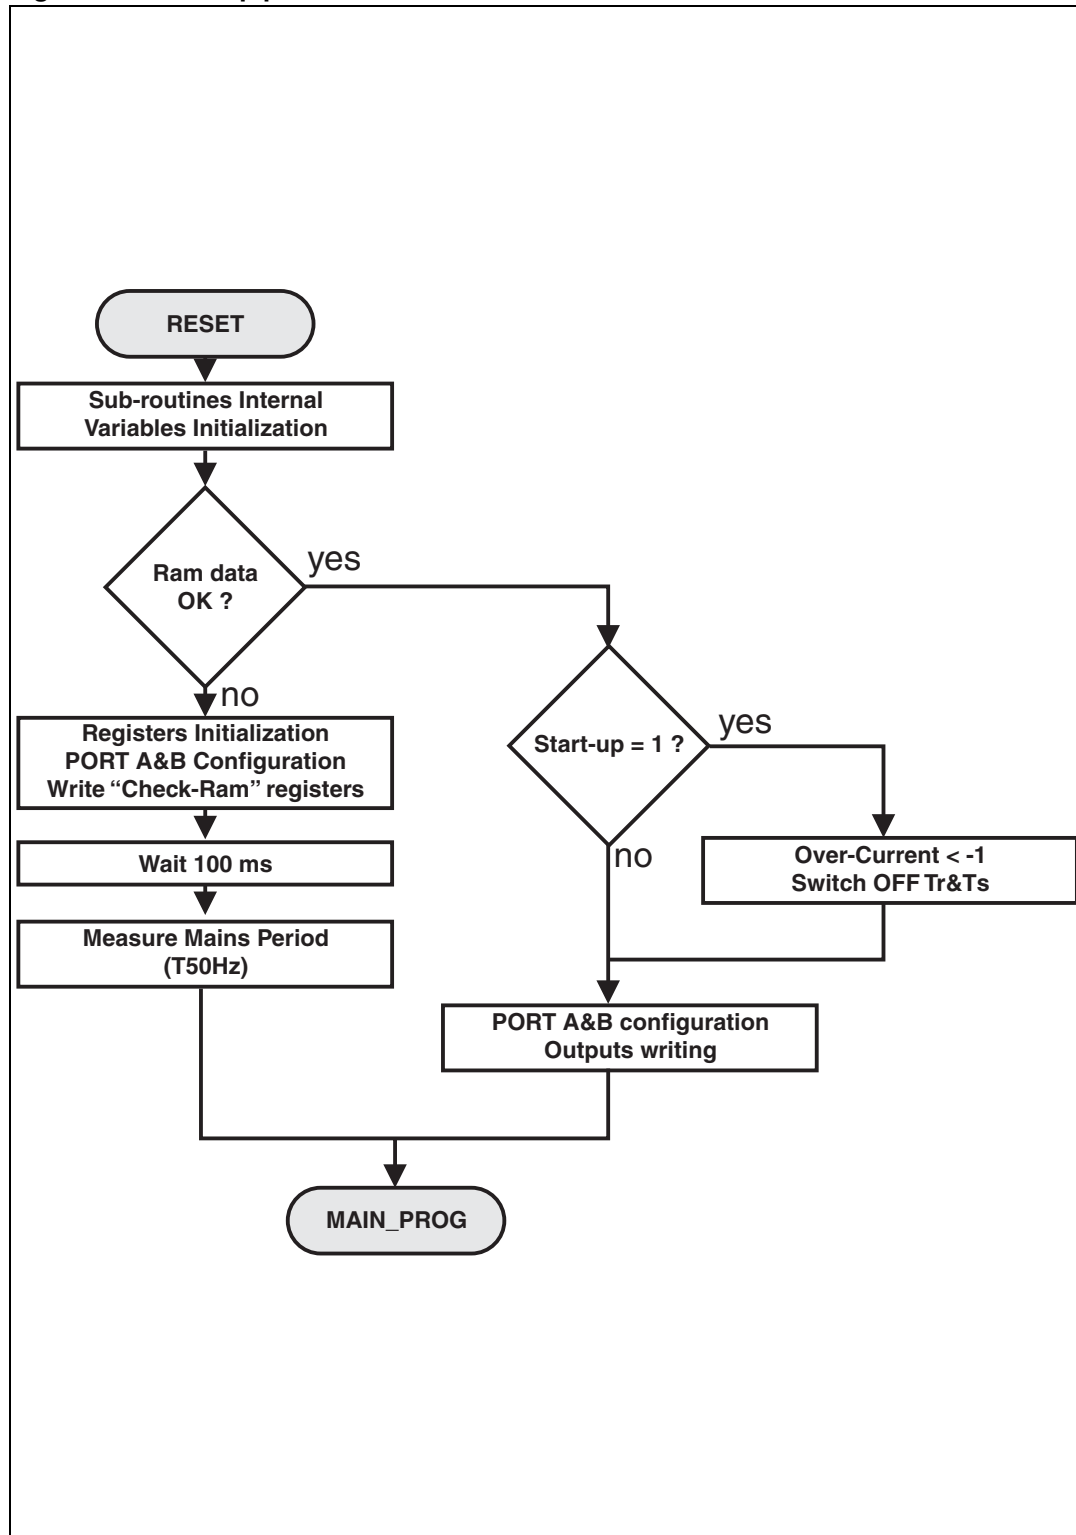 RESET
Sub-routines Internal
Variables Initialization
Ram data
OK ?
yes
no
Registers Initialization
PORT A&B Configuration
Write “Check-Ram” registers
Wait 100 ms
Measure Mains Period
(T50Hz)
Start-up = 1 ?
yes
no
Over-Current < -1
Switch OFF Tr&Ts
PORT A&B configuration
Outputs writing
MAIN_PROG